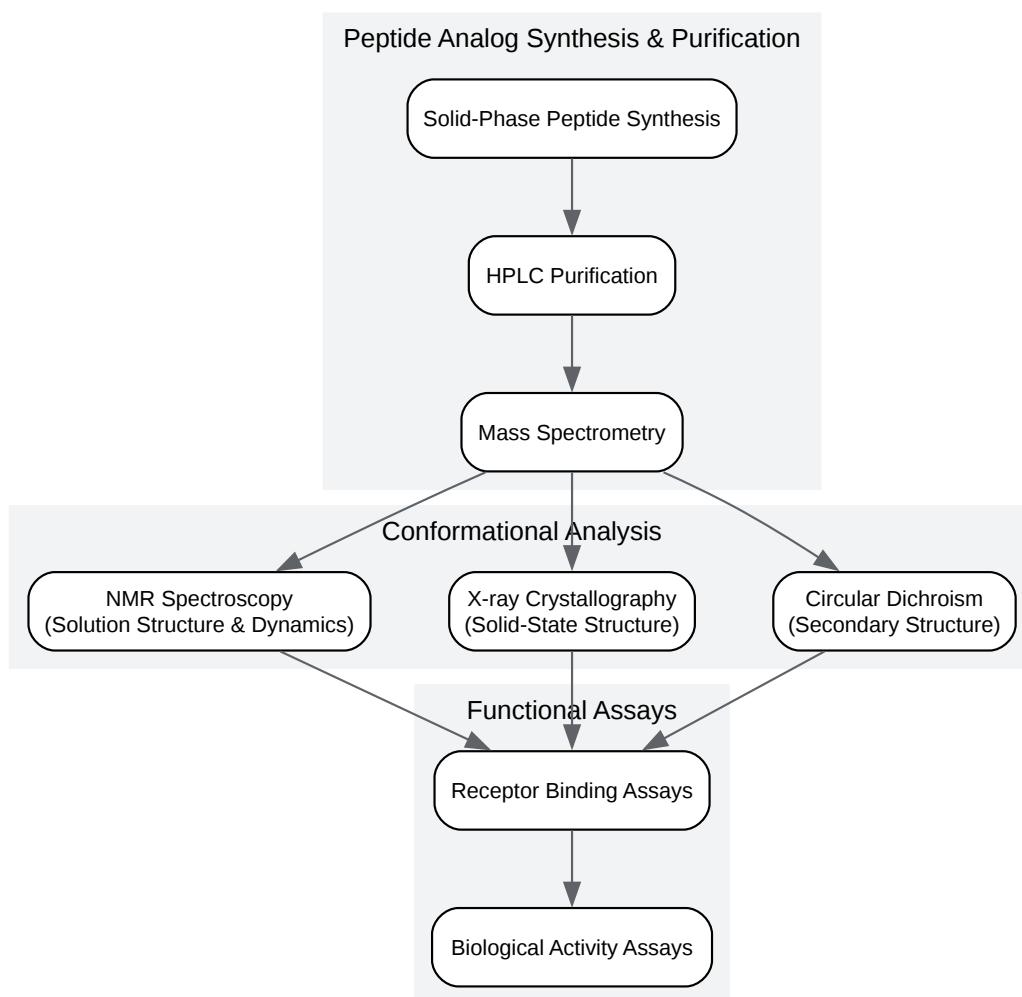 Peptide Analog Synthesis & Purification
Solid-Phase Peptide Synthesis
HPLC Purification
Mass Spectrometry
Conformational Analysis
NMR Spectroscopy
(Solution Structure & Dynamics)
X-ray Crystallography
(Solid-State Structure)
Circular Dichroism
(Secondary Structure)
Functional Assays
Receptor Binding Assays
Biological Activity Assays